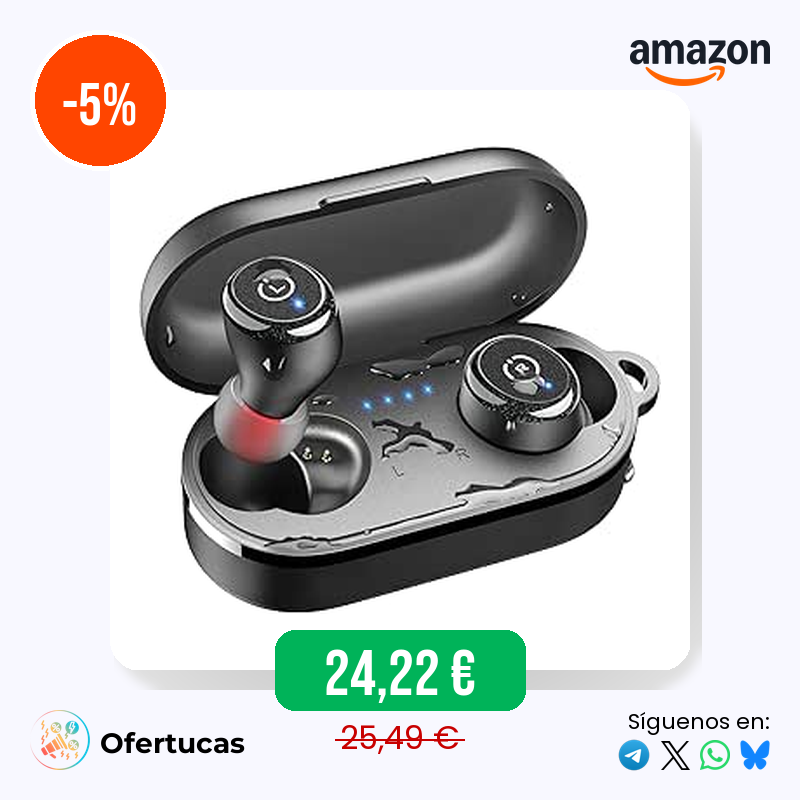 -5%
amazon
L
R
L
R
24,22 €
25,49 €
Ofertucas
Síguenos en: